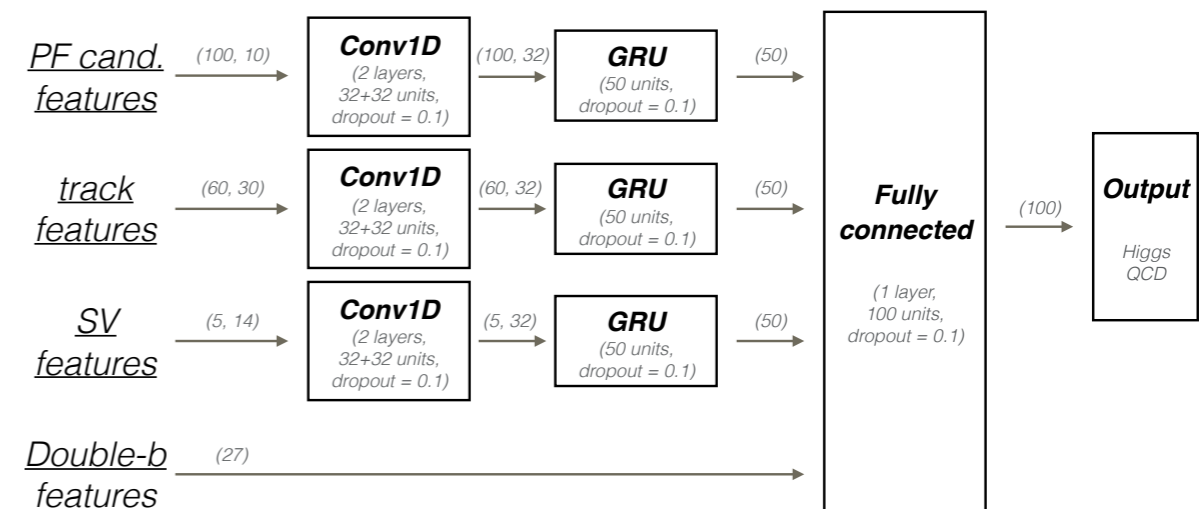 PF cand.
features
(100, 10)
Conv1D
(2 layers,
32+32 units,
dropout = 0.1)
(100, 32)
GRU
(50 units,
dropout = 0.1)
(50)
track
features
(60, 30)
Conv1D
(2 layers,
32+32 units,
dropout = 0.1)
(60, 32)
GRU
(50 units,
dropout = 0.1)
(50)
SV
features
(5, 14)
Conv1D
(2 layers,
32+32 units,
dropout = 0.1)
(5, 32)
GRU
(50 units,
dropout = 0.1)
(50)
Double-b
features
(27)
Fully
connected
(1 layer,
100 units,
dropout = 0.1)
(100)
Output
Higgs
QCD